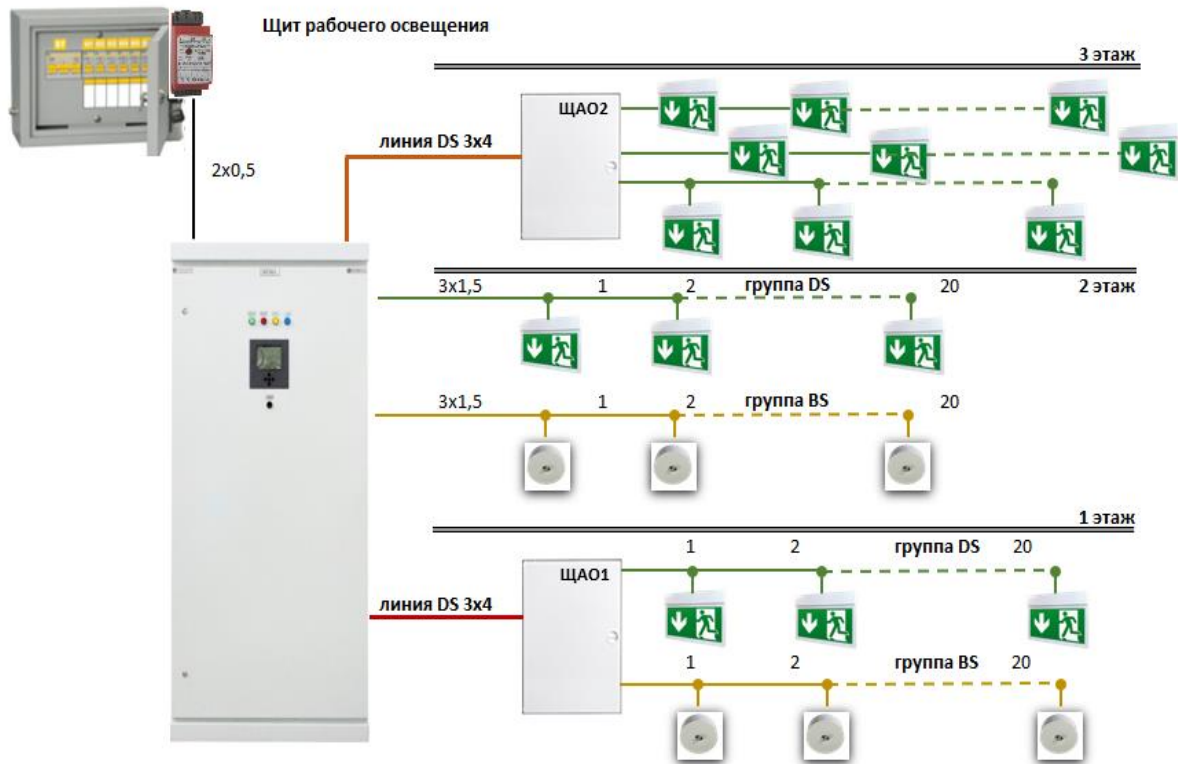 Щит рабочего освещения
3 этаж
ЩАО2
линия DS 3x4
2x0,5
3x1,5 1 2 группа DS 20 2 этаж
3x1,5 1 2 группа BS 20
1 этаж
1 2 группа DS 20
ЩАО1
линия DS 3x4
1 2 группа BS 20